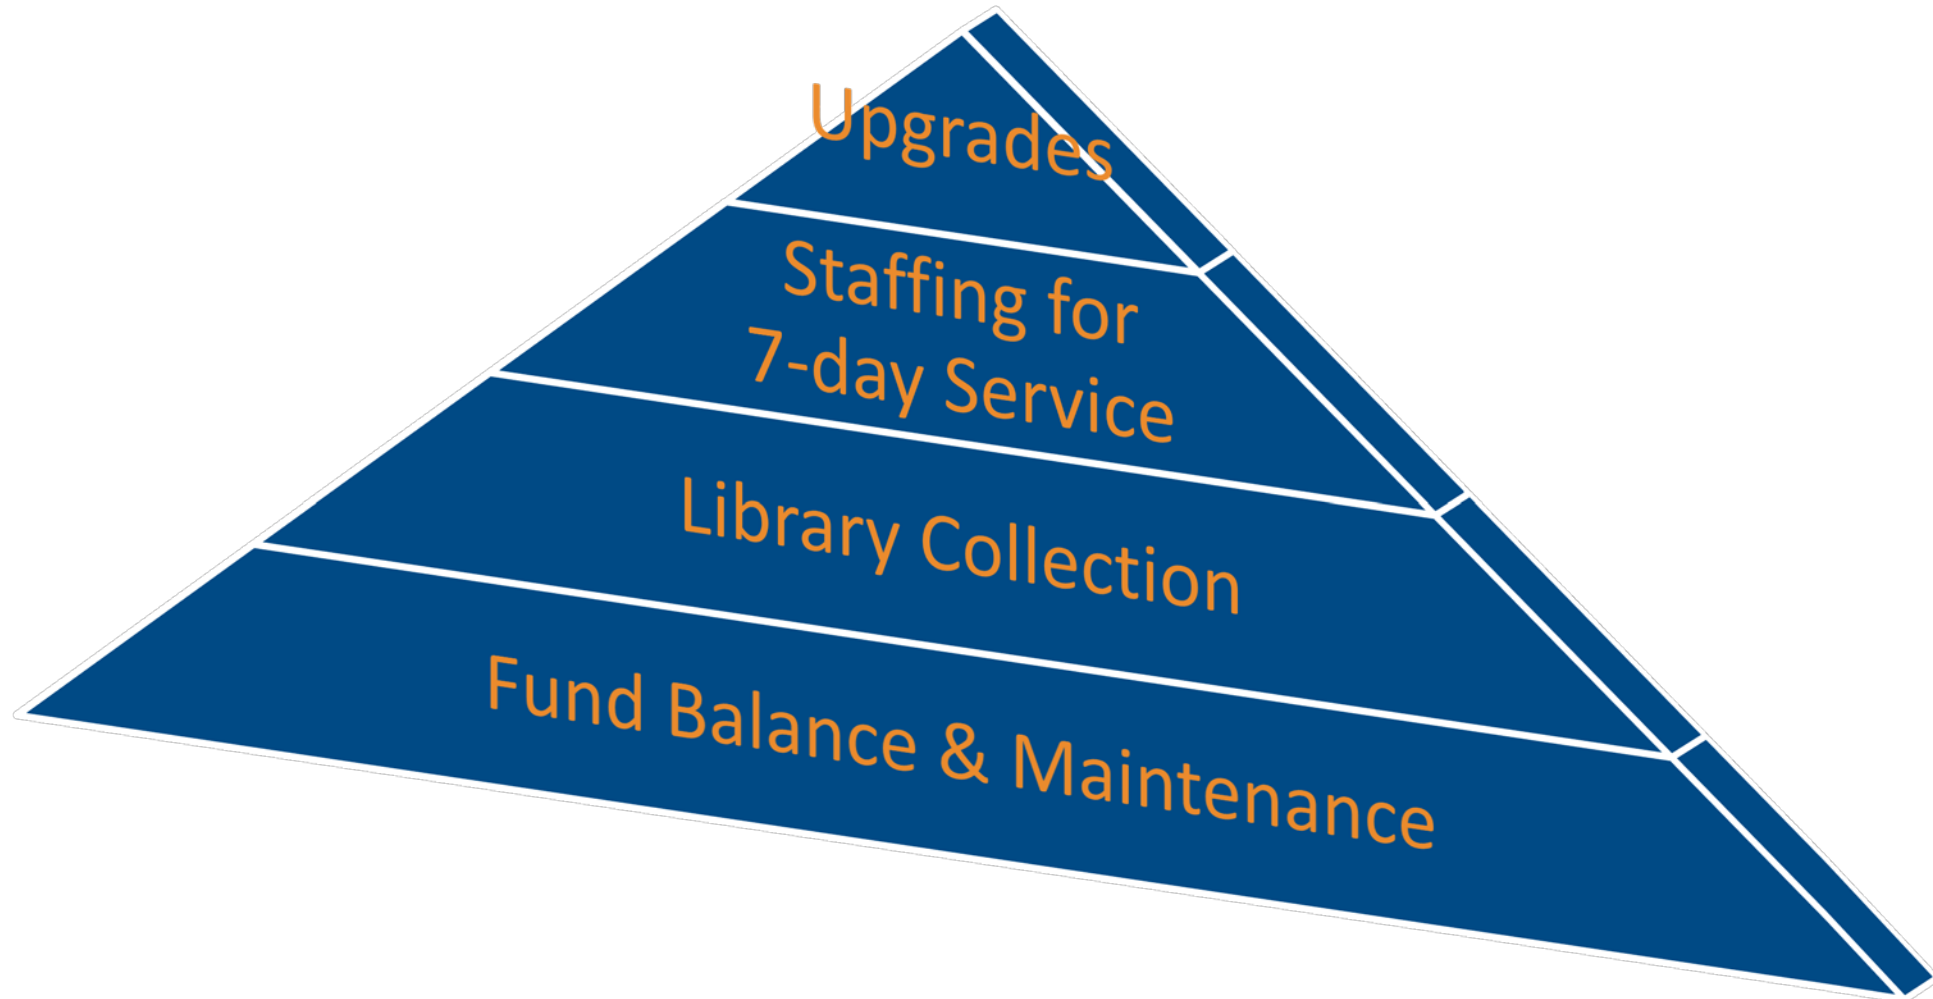 Upgrades
Staffing for
7-day Service
Library Collection
Fund Balance & Maintenance